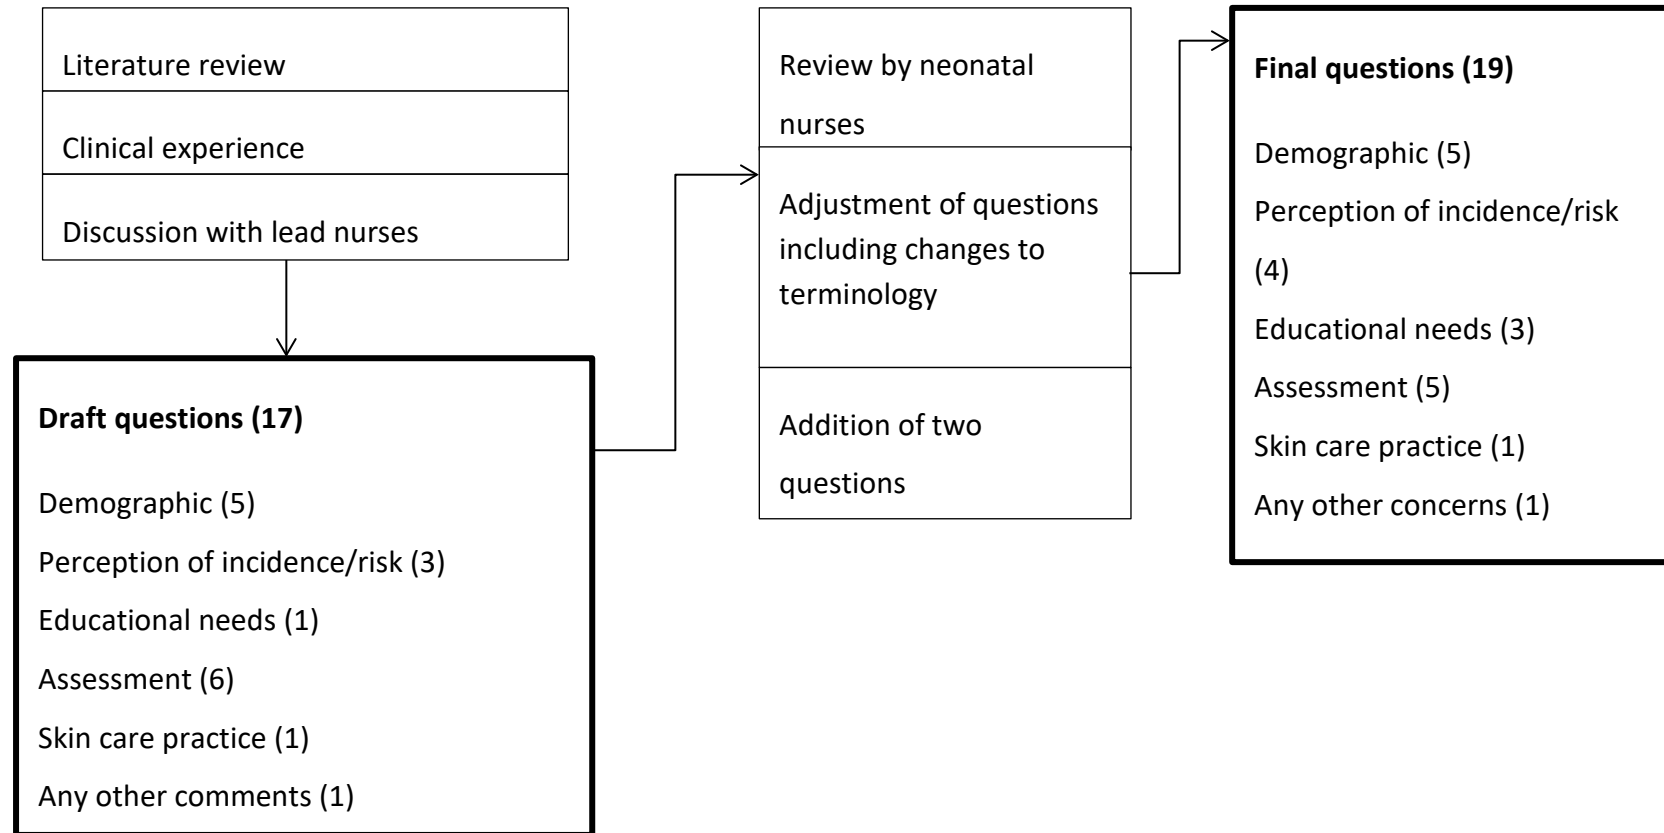 Literature review
Clinical experience
Discussion with lead nurses
Draft questions (17)
Demographic (5)
Perception of incidence/risk (3)
Educational needs (1)
Assessment (6)
Skin care practice (1)
Any other comments (1)
Review by neonatal
nurses
Adjustment of questions
including changes to
terminology
Addition of two
questions
Final questions (19)
Demographic (5)
Perception of incidence/risk
(4)
Educational needs (3)
Assessment (5)
Skin care practice (1)
Any other concerns (1)